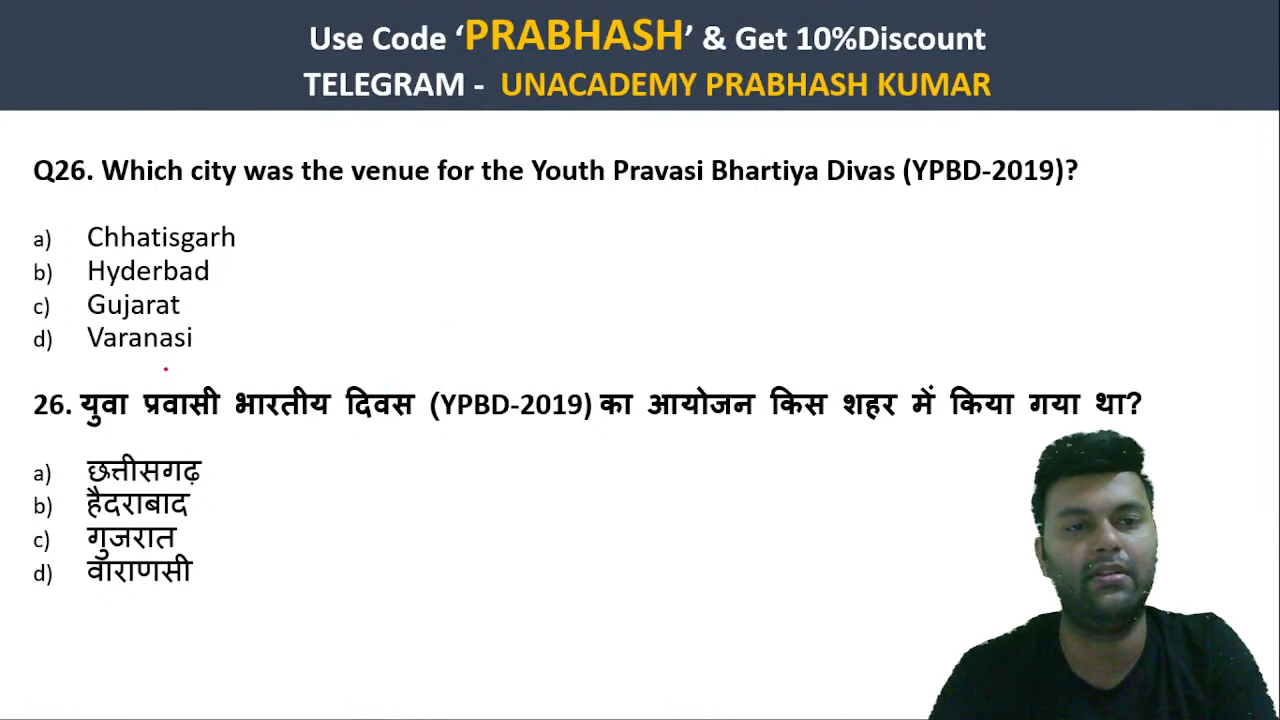 Use Code ‘PRABHASH’ & Get 10%Discount
TELEGRAM - UNACADEMY PRABHASH KUMAR
Q26. Which city was the venue for the Youth Pravasi Bhartiya Divas (YPBD-2019)?
a) Chhatisgarh
b) Hyderbad
c) Gujarat
d) Varanasi
26. युवा प्रवासी भारतीय दिवस (YPBD-2019) का आयोजन किस शहर में किया गया था?
a) छत्तीसगढ़
b) हैदराबाद
c) गुजरात
d) वाराणसी